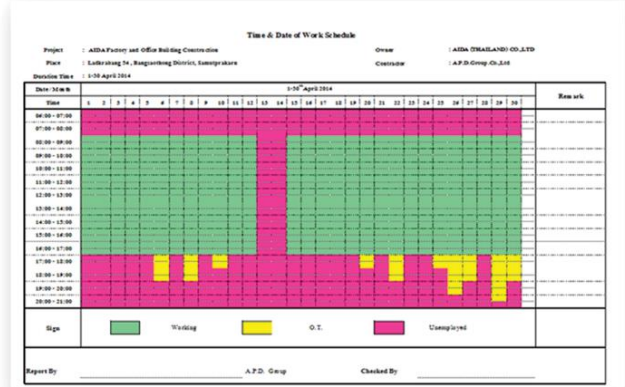 Time & Date of Work Schedule
Project : AIDA Factory and Office Building Construction Owner : AIDA (THAILAND) CO.,LTD
Place : Ladkrabang 54 , Bangsaothong District, Samutprakarn Contractor : A.P.D.Group.Co.,Ltd
Duration Time : 1-30 April 2014
Date / Month 1-30th April 2014 Remark
Time 1 2 3 4 5 6 7 8 9 10 11 12 13 14 15 16 17 18 19 20 21 22 23 24 25 26 27 28 29 30
06:00 - 07:00
07:00 - 08:00
08:00 - 09:00
09:00 - 10:00
10:00 - 11:00
11:00 - 12:00
12:00 - 13:00
13:00 - 14:00
14:00 - 15:00
15:00 - 16:00
16:00 - 17:00
17:00 - 18:00
18:00 - 19:00
19:00 - 20:00
20:00 - 21:00
Sign Working O.T. Unemployed
Report By A.P.D. Group Checked By